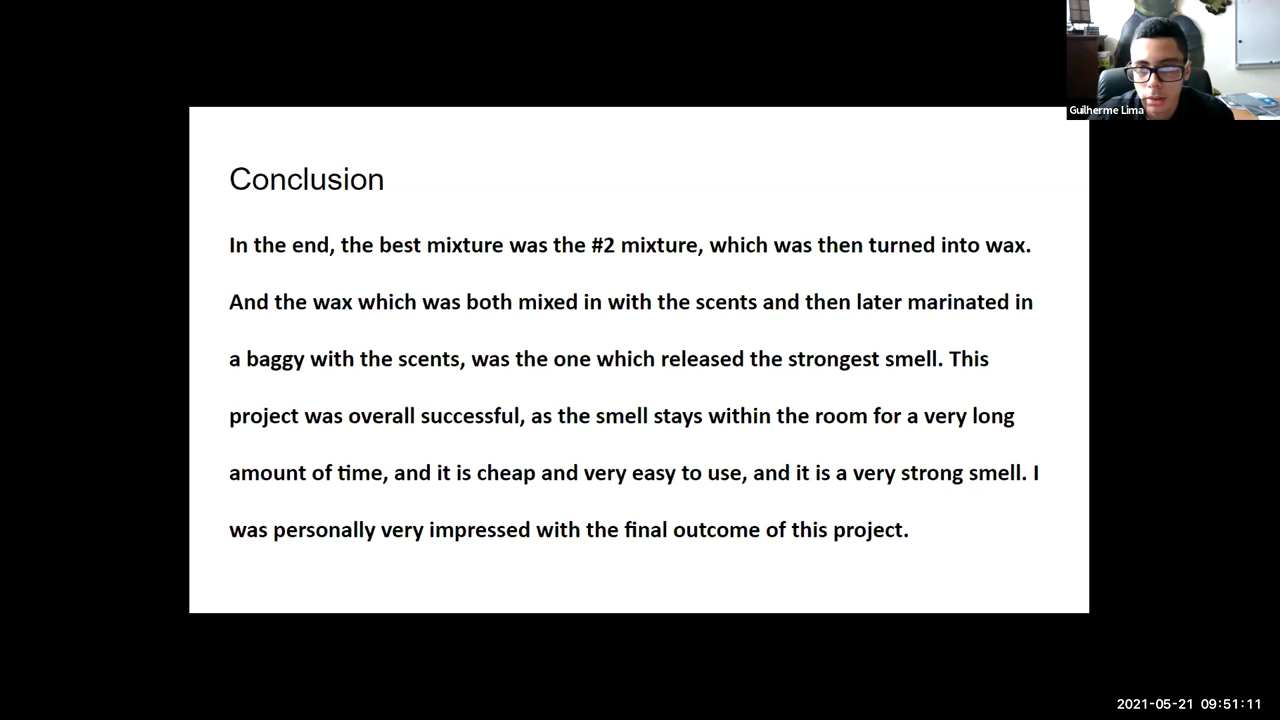 Guilherme Lima
Conclusion
In the end, the best mixture was the #2 mixture, which was then turned into wax.
And the wax which was both mixed in with the scents and then later marinated in
a baggy with the scents, was the one which released the strongest smell. This
project was overall successful, as the smell stays within the room for a very long
amount of time, and it is cheap and very easy to use, and it is a very strong smell. I
was personally very impressed with the final outcome of this project.
2021-05-21 09:51:11